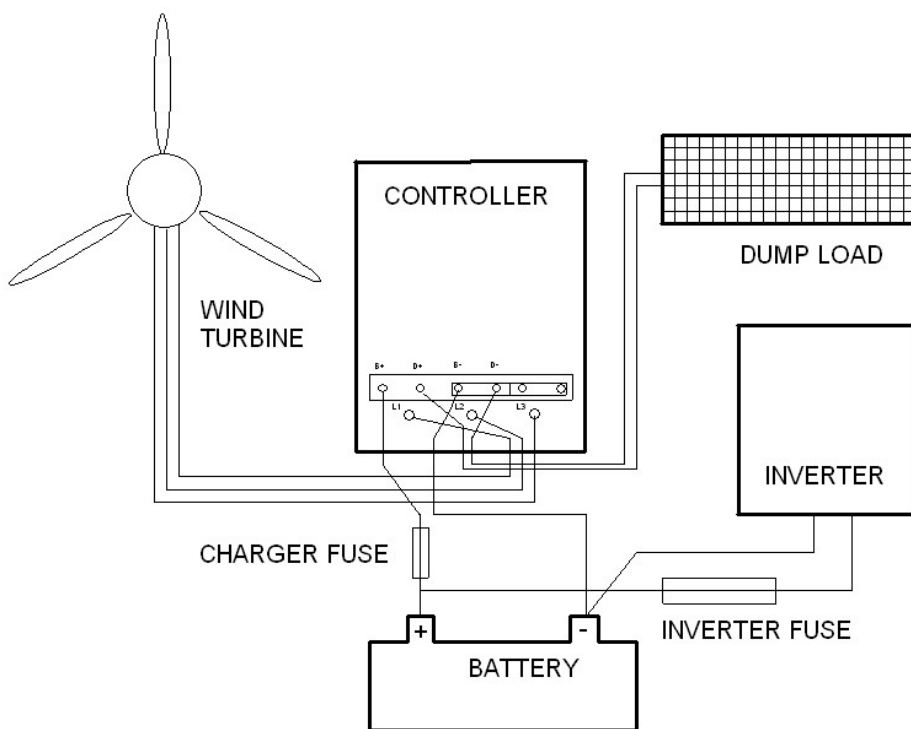 CONTROLLER
DUMP LOAD
WIND
TURBINE
B+ D+ B- D-
L1 L2 L3
INVERTER
CHARGER FUSE
INVERTER FUSE
+ -
BATTERY